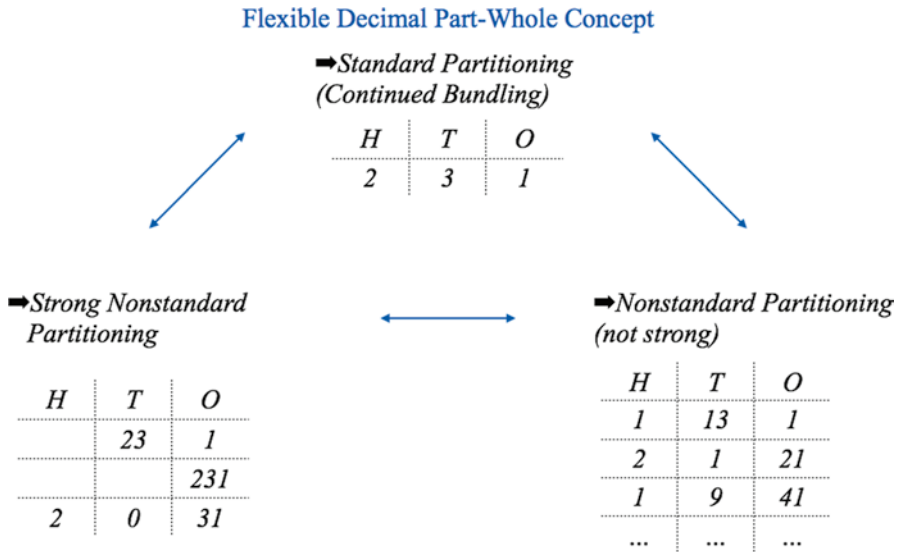 Flexible Decimal Part-Whole Concept
➡Standard Partitioning
(Continued Bundling)
H T O
2 3 1
➡Strong Nonstandard
Partitioning
H T O
23 1
231
2 0 31
➡Nonstandard Partitioning
(not strong)
H T O
1 13 1
2 1 21
1 9 41
... ... ...